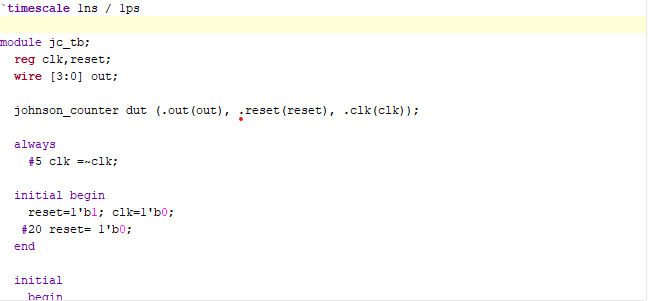 `timescale 1ns / 1ps
module jc_tb;
reg clk,reset;
wire [3:0] out;
johnson_counter dut (.out(out), .reset(reset), .clk(clk));
always
#5 clk =~clk;
initial begin
reset=1'b1; clk=1'b0;
#20 reset= 1'b0;
end
initial
begin